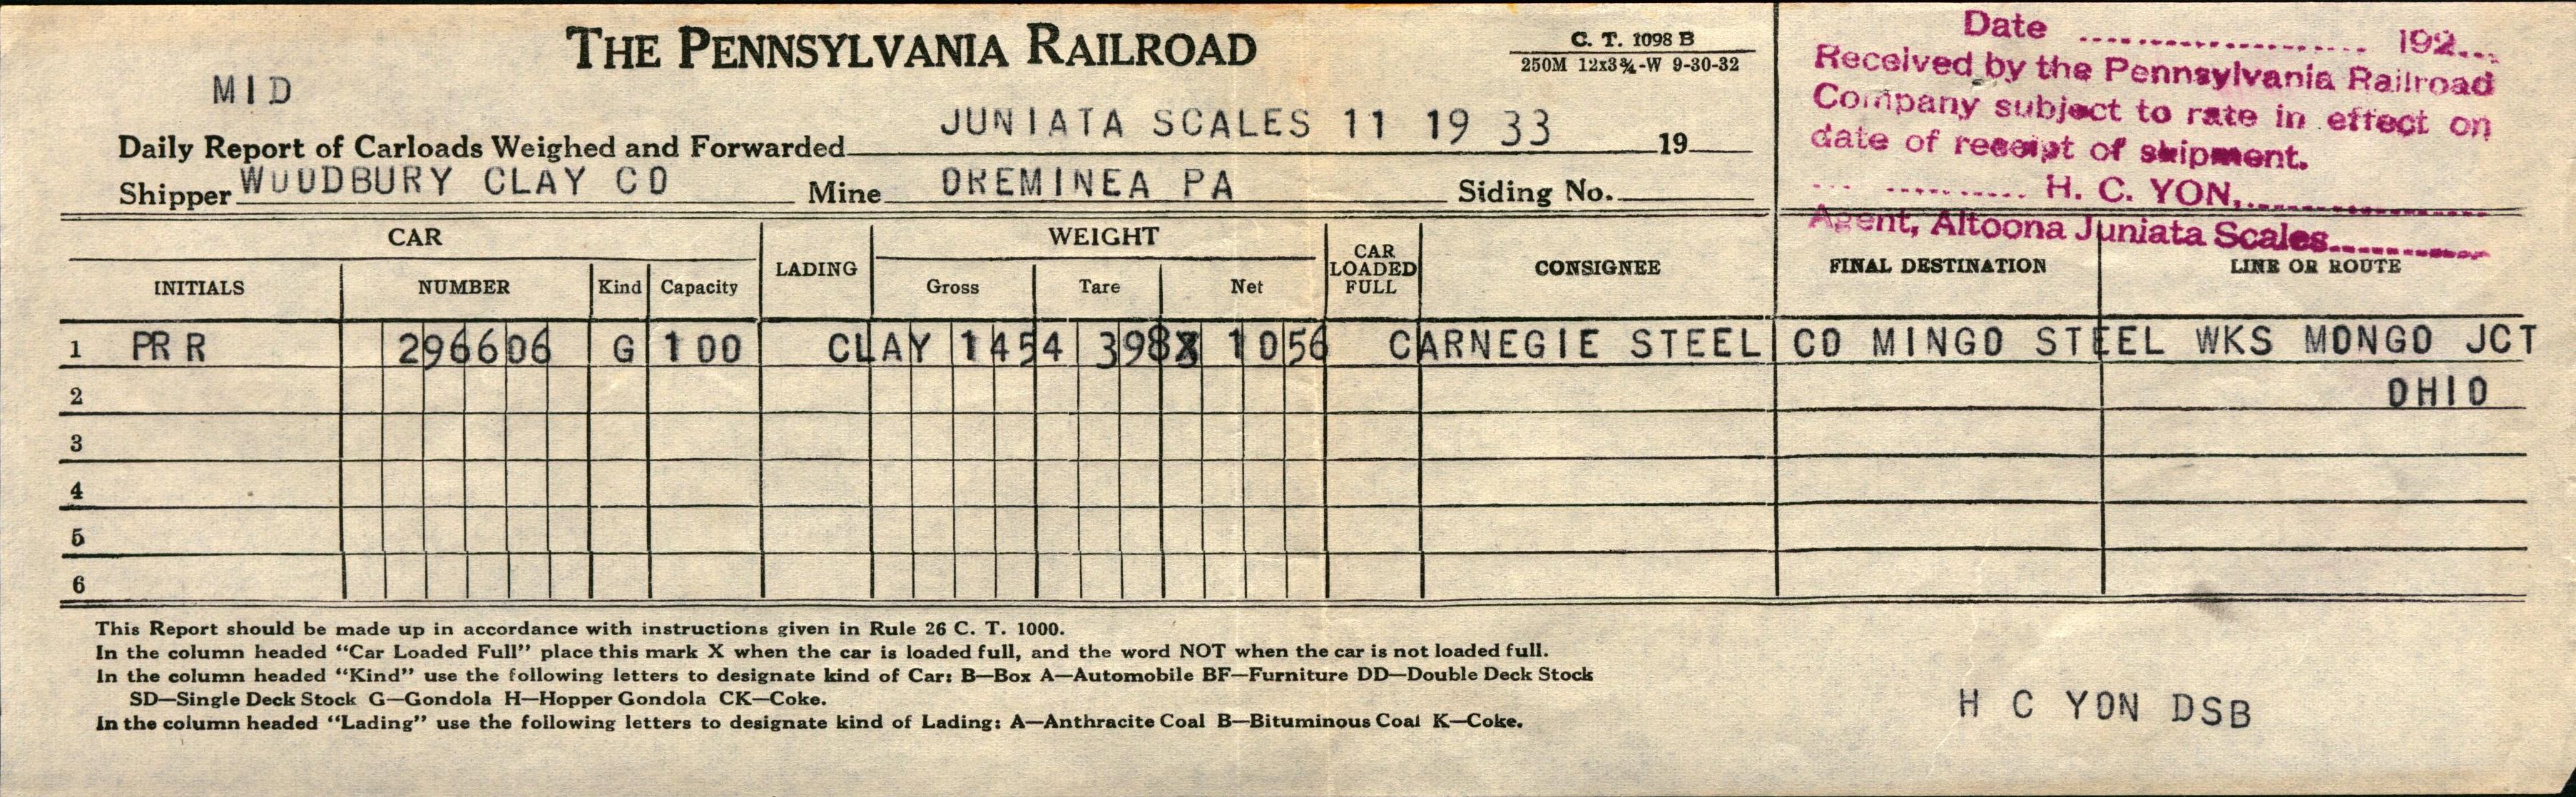 THE PENNSYLVANIA RAILROAD
C. T. 1098 B
250M 12x3¾-W 9-30-32
MID
Daily Report of Carloads Weighed and Forwarded JUNIATA SCALES 11 19 33 19
Shipper WOODBURY CLAY CO Mine OREMINEA PA Siding No.
Date .................... 192....
Received by the Pennsylvania Railroad
Company subject to rate in effect on
date of receipt of shipment.
H. C. YON,
Agent, Altoona Juniata Scales
CAR LADING WEIGHT CAR LOADED FULL CONSIGNEE FINAL DESTINATION LINE OR ROUTE
INITIALS NUMBER Kind Capacity Gross Tare Net
1 PRR 296606 G 100 CLAY 1454 398 1056 CARNEGIE STEEL CO MINGO STEEL WKS MONGO JCT
2 OHIO
3
4
5
6
This Report should be made up in accordance with instructions given in Rule 26 C. T. 1000.
In the column headed “Car Loaded Full” place this mark X when the car is loaded full, and the word NOT when the car is not loaded full.
In the column headed “Kind” use the following letters to designate kind of Car: B—Box A—Automobile BF—Furniture DD—Double Deck Stock
SD—Single Deck Stock G—Gondola H—Hopper Gondola CK—Coke.
In the column headed “Lading” use the following letters to designate kind of Lading: A—Anthracite Coal B—Bituminous Coal K—Coke.
H C YON DSB